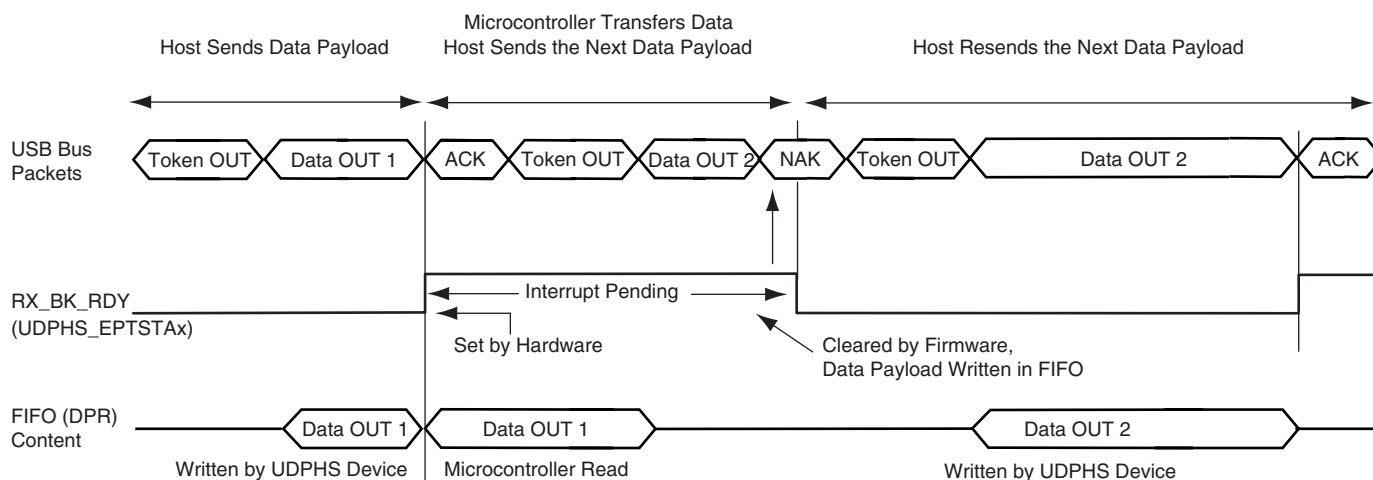 Microcontroller Transfers Data
Host Sends Data Payload
Host Sends the Next Data Payload
Host Resends the Next Data Payload
USB Bus
Packets
Token OUT
Data OUT 1
ACK
Token OUT
Data OUT 2
NAK
Token OUT
Data OUT 2
ACK
RX_BK_RDY
(UDPHS_EPTSTAx)
Interrupt Pending
Set by Hardware
Cleared by Firmware,
Data Payload Written in FIFO
FIFO (DPR)
Content
Data OUT 1
Data OUT 1
Data OUT 2
Written by UDPHS Device
Microcontroller Read
Written by UDPHS Device